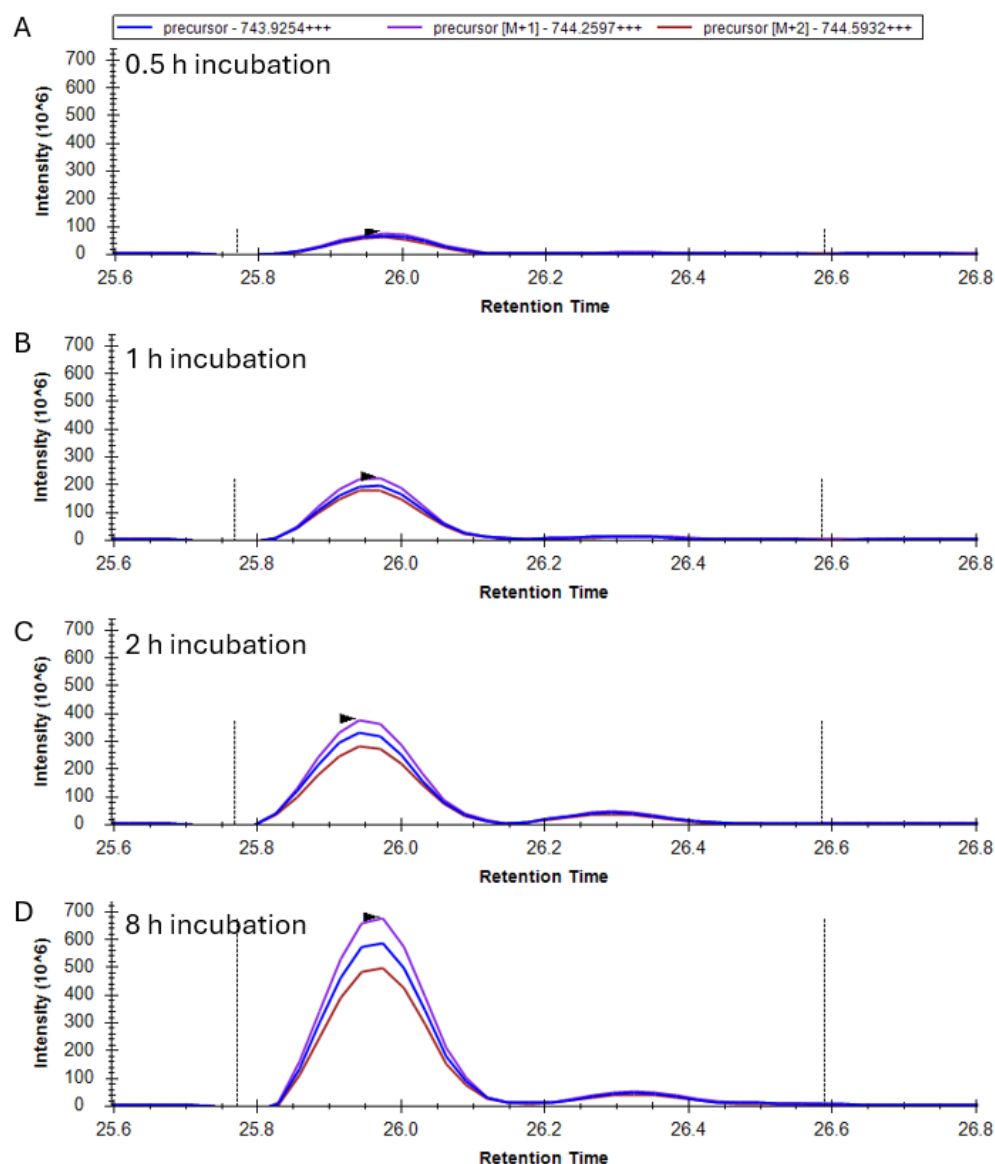 A
precursor - 743.9254+++ precursor [M+1] - 744.2597+++ precursor [M+2] - 744.5932+++
0.5 h incubation
Intensity (10^6)
700
600
500
400
300
200
100
0
25.6 25.8 26.0 26.2 26.4 26.6 26.8
Retention Time
B
1 h incubation
Intensity (10^6)
700
600
500
400
300
200
100
0
25.6 25.8 26.0 26.2 26.4 26.6 26.8
Retention Time
C
2 h incubation
Intensity (10^6)
700
600
500
400
300
200
100
0
25.6 25.8 26.0 26.2 26.4 26.6 26.8
Retention Time
D
8 h incubation
Intensity (10^6)
700
600
500
400
300
200
100
0
25.6 25.8 26.0 26.2 26.4 26.6 26.8
Retention Time